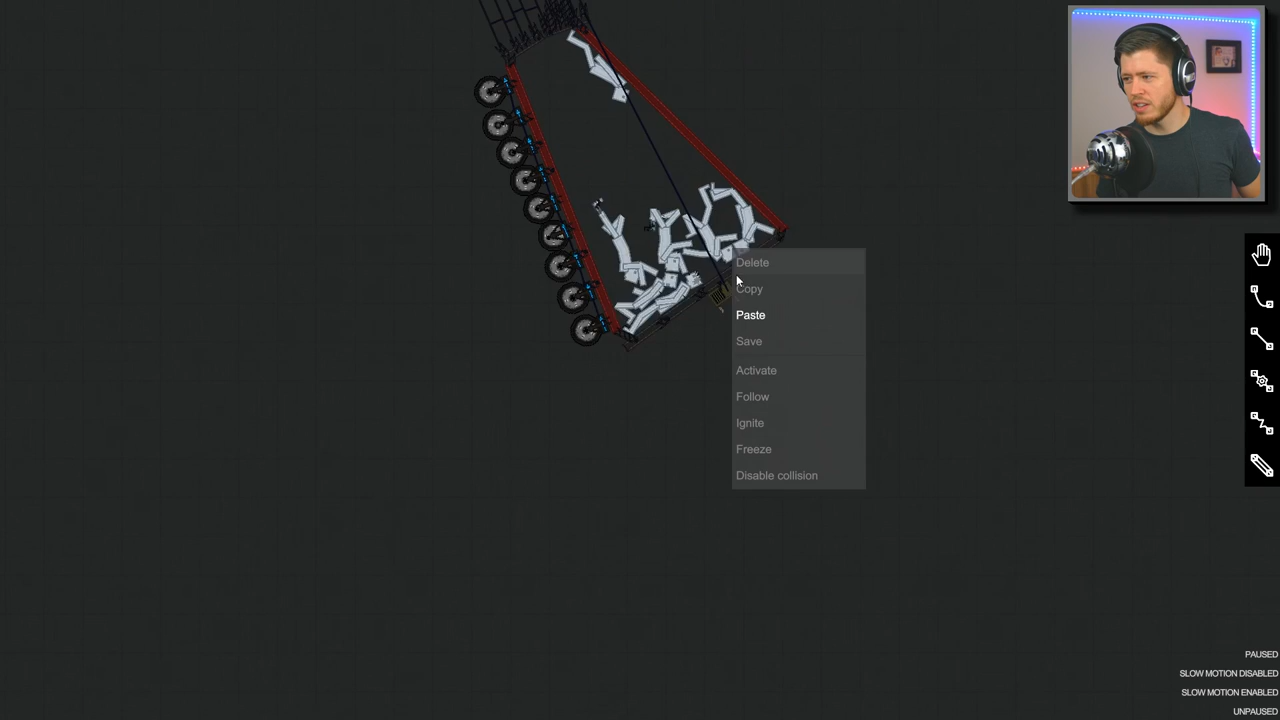 Delete
Copy
Paste
Save
Activate
Follow
Ignite
Freeze
Disable collision
PAUSED
SLOW MOTION DISABLED
SLOW MOTION ENABLED
UNPAUSED